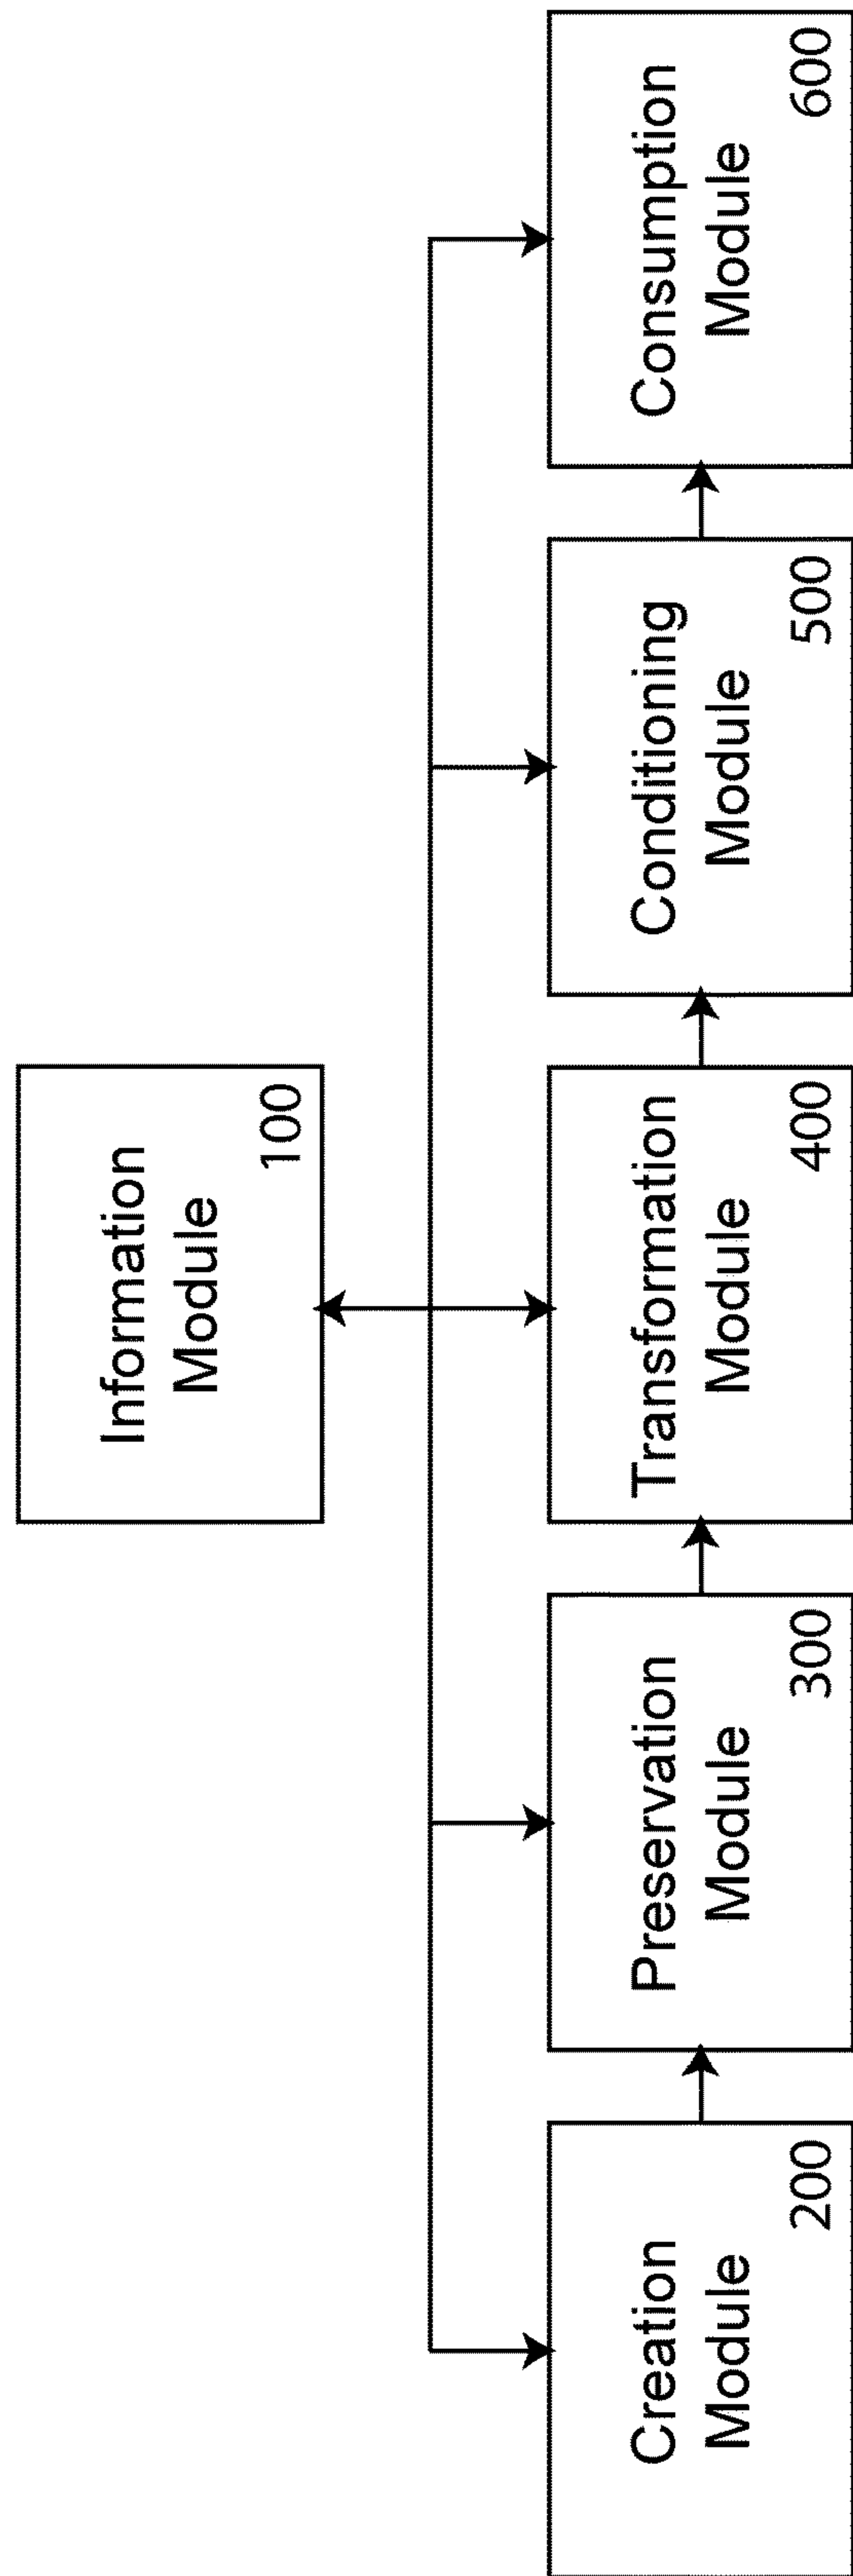 Information
Module
100
Creation
Module
200
Preservation
Module
300
Transformation
Module
400
Conditioning
Module
500
Consumption
Module
600